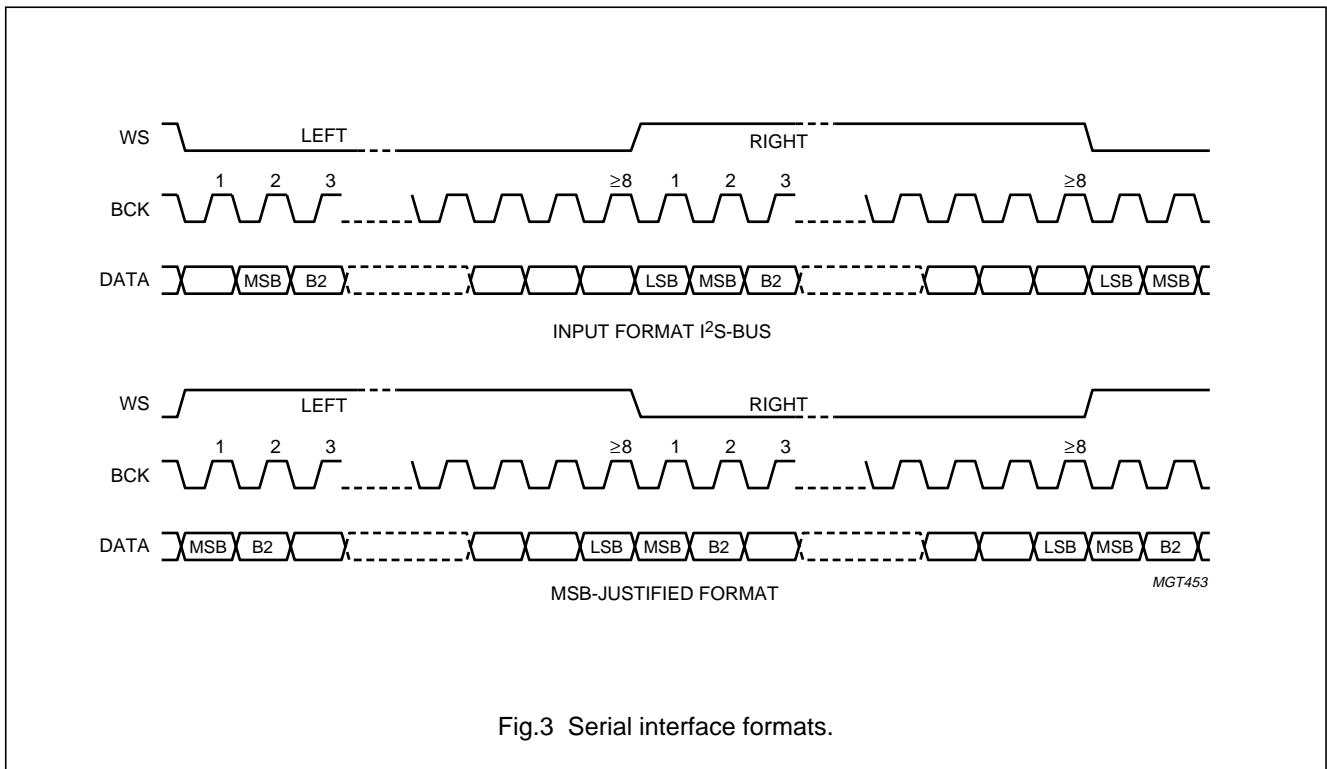 WS LEFT RIGHT
1 2 3 ≥8 1 2 3 ≥8
BCK
DATA MSB B2 LSB MSB B2 LSB MSB
INPUT FORMAT I²S-BUS
WS LEFT RIGHT
1 2 3 ≥8 1 2 3 ≥8
BCK
DATA MSB B2 LSB MSB B2 LSB MSB B2
MSB-JUSTIFIED FORMAT
MGT453
Fig.3 Serial interface formats.